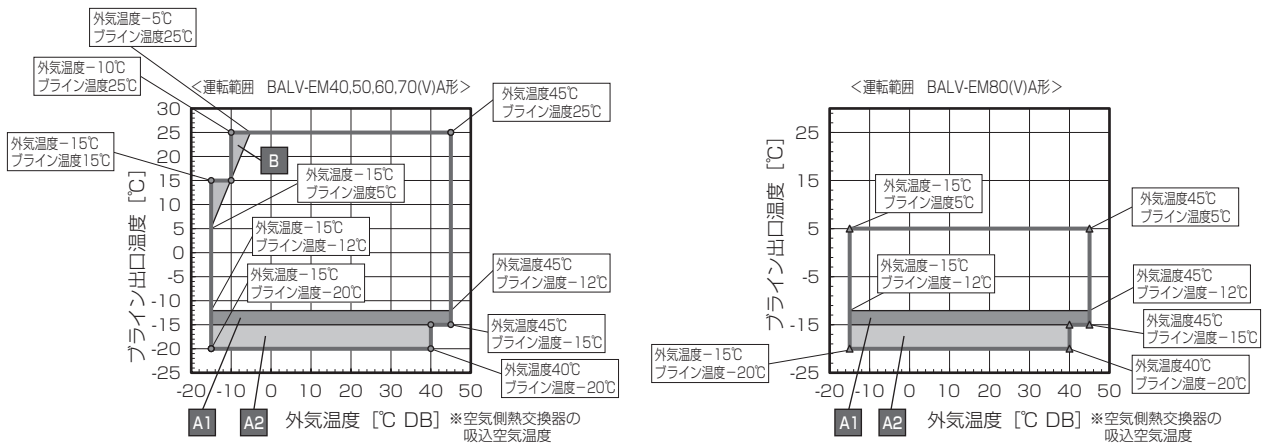 外気温度−5℃
ブライン温度25℃
外気温度−10℃
ブライン温度25℃
<運転範囲 BALV-EM40,50,60,70(V)A形>
外気温度45℃
ブライン温度25℃
外気温度−15℃
ブライン温度15℃
B
外気温度−15℃
ブライン温度5℃
外気温度−15℃
ブライン温度−12℃
外気温度−15℃
ブライン温度−20℃
外気温度45℃
ブライン温度−12℃
外気温度45℃
ブライン温度−15℃
外気温度40℃
ブライン温度−20℃
ブライン出口温度 [℃]
30
25
20
15
10
5
0
-5
-10
-15
-20
-25
-20 -10 0 10 20 30 40 50
A1 A2
外気温度 [℃ DB]
※空気側熱交換器の
吸込空気温度
<運転範囲 BALV-EM80(V)A形>
外気温度−15℃
ブライン温度5℃
外気温度45℃
ブライン温度5℃
外気温度−15℃
ブライン温度−12℃
外気温度45℃
ブライン温度−12℃
外気温度45℃
ブライン温度−15℃
外気温度−15℃
ブライン温度−20℃
外気温度40℃
ブライン温度−20℃
ブライン出口温度 [℃]
25
15
5
-5
-15
-25
-20 -10 0 10 20 30 40 50
A1 A2
外気温度 [℃ DB]
※空気側熱交換器の
吸込空気温度